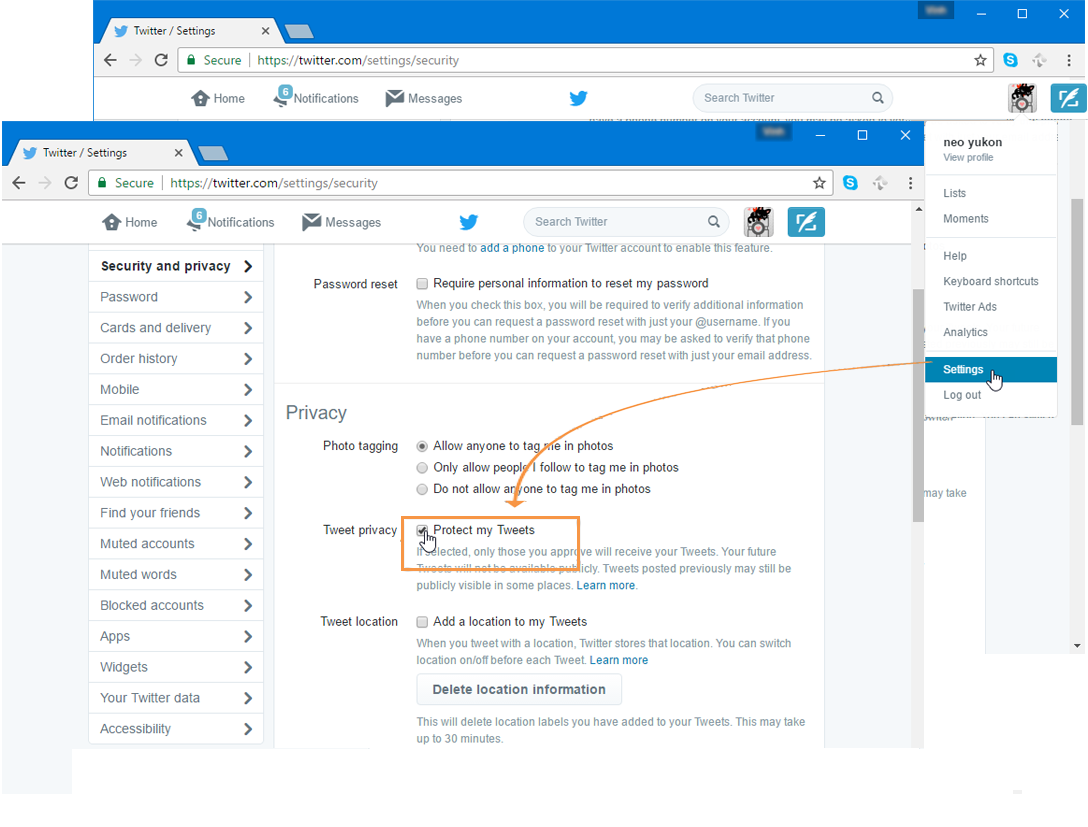 Twitter / Settings
Secure
https://twitter.com/settings/security
Home
6
Notifications
Messages
Search Twitter
Twitter / Settings
Secure
https://twitter.com/settings/security
Home
6
Notifications
Messages
Search Twitter
neo yukon
View profile
Lists
Moments
Help
Keyboard shortcuts
Twitter Ads
Analytics
Settings
Log out
may take
Security and privacy
Password
Cards and delivery
Order history
Mobile
Email notifications
Notifications
Web notifications
Find your friends
Muted accounts
Muted words
Blocked accounts
Apps
Widgets
Your Twitter data
Accessibility
You need to add a phone to your Twitter account to enable this feature.
Password reset
Require personal information to reset my password
When you check this box, you will be required to verify additional information
before you can request a password reset with just your @username. If you
have a phone number on your account, you may be asked to verify that phone
number before you can request a password reset with just your email address.
Privacy
Photo tagging
Allow anyone to tag me in photos
Only allow people I follow to tag me in photos
Do not allow anyone to tag me in photos
Tweet privacy
Protect my Tweets
If selected, only those you approve will receive your Tweets. Your future
Tweets will not be available publicly. Tweets posted previously may still be
publicly visible in some places. Learn more.
Tweet location
Add a location to my Tweets
When you tweet with a location, Twitter stores that location. You can switch
location on/off before each Tweet. Learn more
Delete location information
This will delete location labels you have added to your Tweets. This may take
up to 30 minutes.